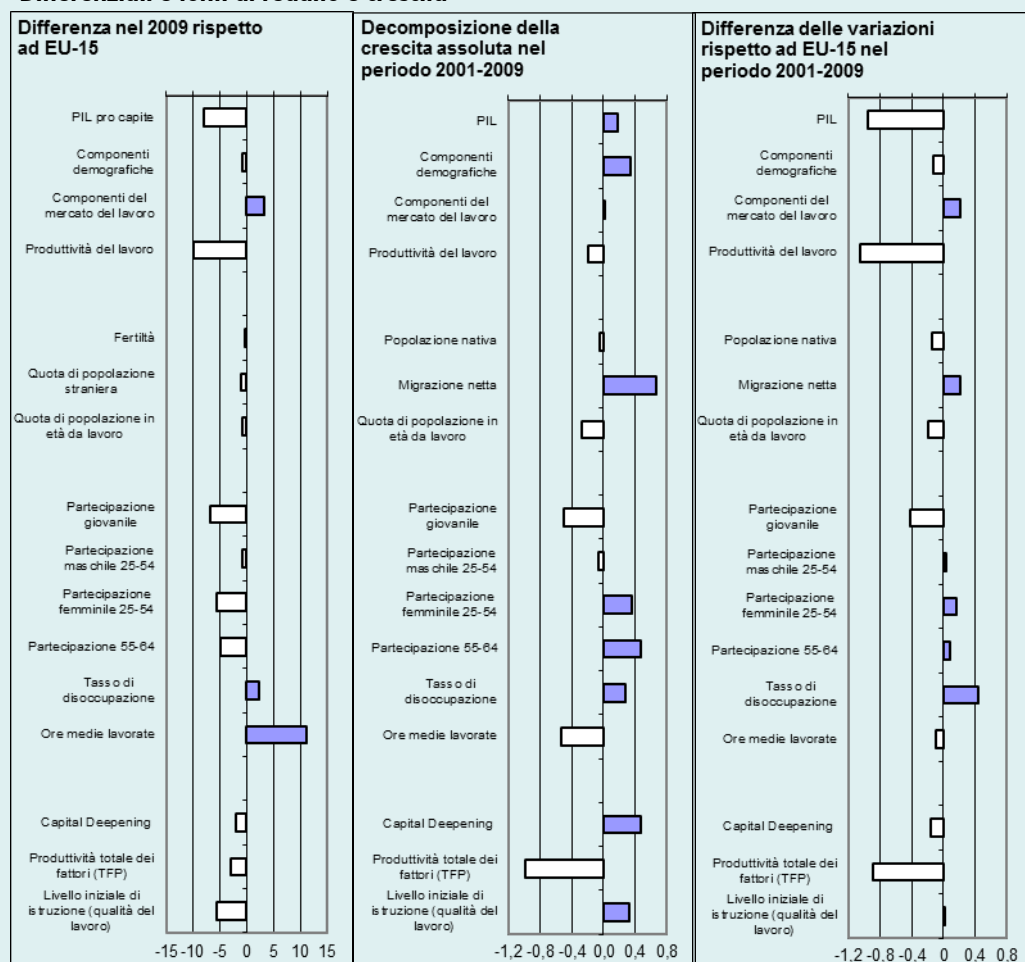 Differenza nel 2009 rispetto
ad EU-15
PIL pro capite
Componenti
demografiche
Componenti del
mercato del lavoro
Produttività del lavoro
Fertiltà
Quota di popolazione
straniera
Quota di popolazione in
età da lavoro
Partecipazione
giovanile
Partecipazione
maschile 25-54
Partecipazione
femminile 25-54
Partecipazione 55-64
Tasso di
disoccupazione
Ore medie lavorate
Capital Deepening
Produttività totale dei
fattori (TFP)
Livello iniziale di
istruzione (qualità del
lavoro)
-15 -10 -5 0 5 10 15
Decomposizione della
crescita assoluta nel
periodo 2001-2009
PIL
Componenti
demografiche
Componenti del
mercato del lavoro
Produttività del lavoro
Popolazione nativa
Migrazione netta
Quota di popolazione in
età da lavoro
Partecipazione
giovanile
Partecipazione
maschile 25-54
Partecipazione
femminile 25-54
Partecipazione 55-64
Tasso di
disoccupazione
Ore medie lavorate
Capital Deepening
Produttività totale dei
fattori (TFP)
Livello iniziale di
istruzione (qualità del
lavoro)
-1,2 -0,8 -0,4 0,0 0,4 0,8
Differenza delle variazioni
rispetto ad EU-15 nel
periodo 2001-2009
PIL
Componenti
demografiche
Componenti del
mercato del lavoro
Produttività del lavoro
Popolazione nativa
Migrazione netta
Quota di popolazione in
età da lavoro
Partecipazione
giovanile
Partecipazione
maschile 25-54
Partecipazione
femminile 25-54
Partecipazione 55-64
Tasso di
disoccupazione
Ore medie lavorate
Capital Deepening
Produttività totale dei
fattori (TFP)
Livello iniziale di
istruzione (qualità del
lavoro)
-1,2 -0,8 -0,4 0 0,4 0,8